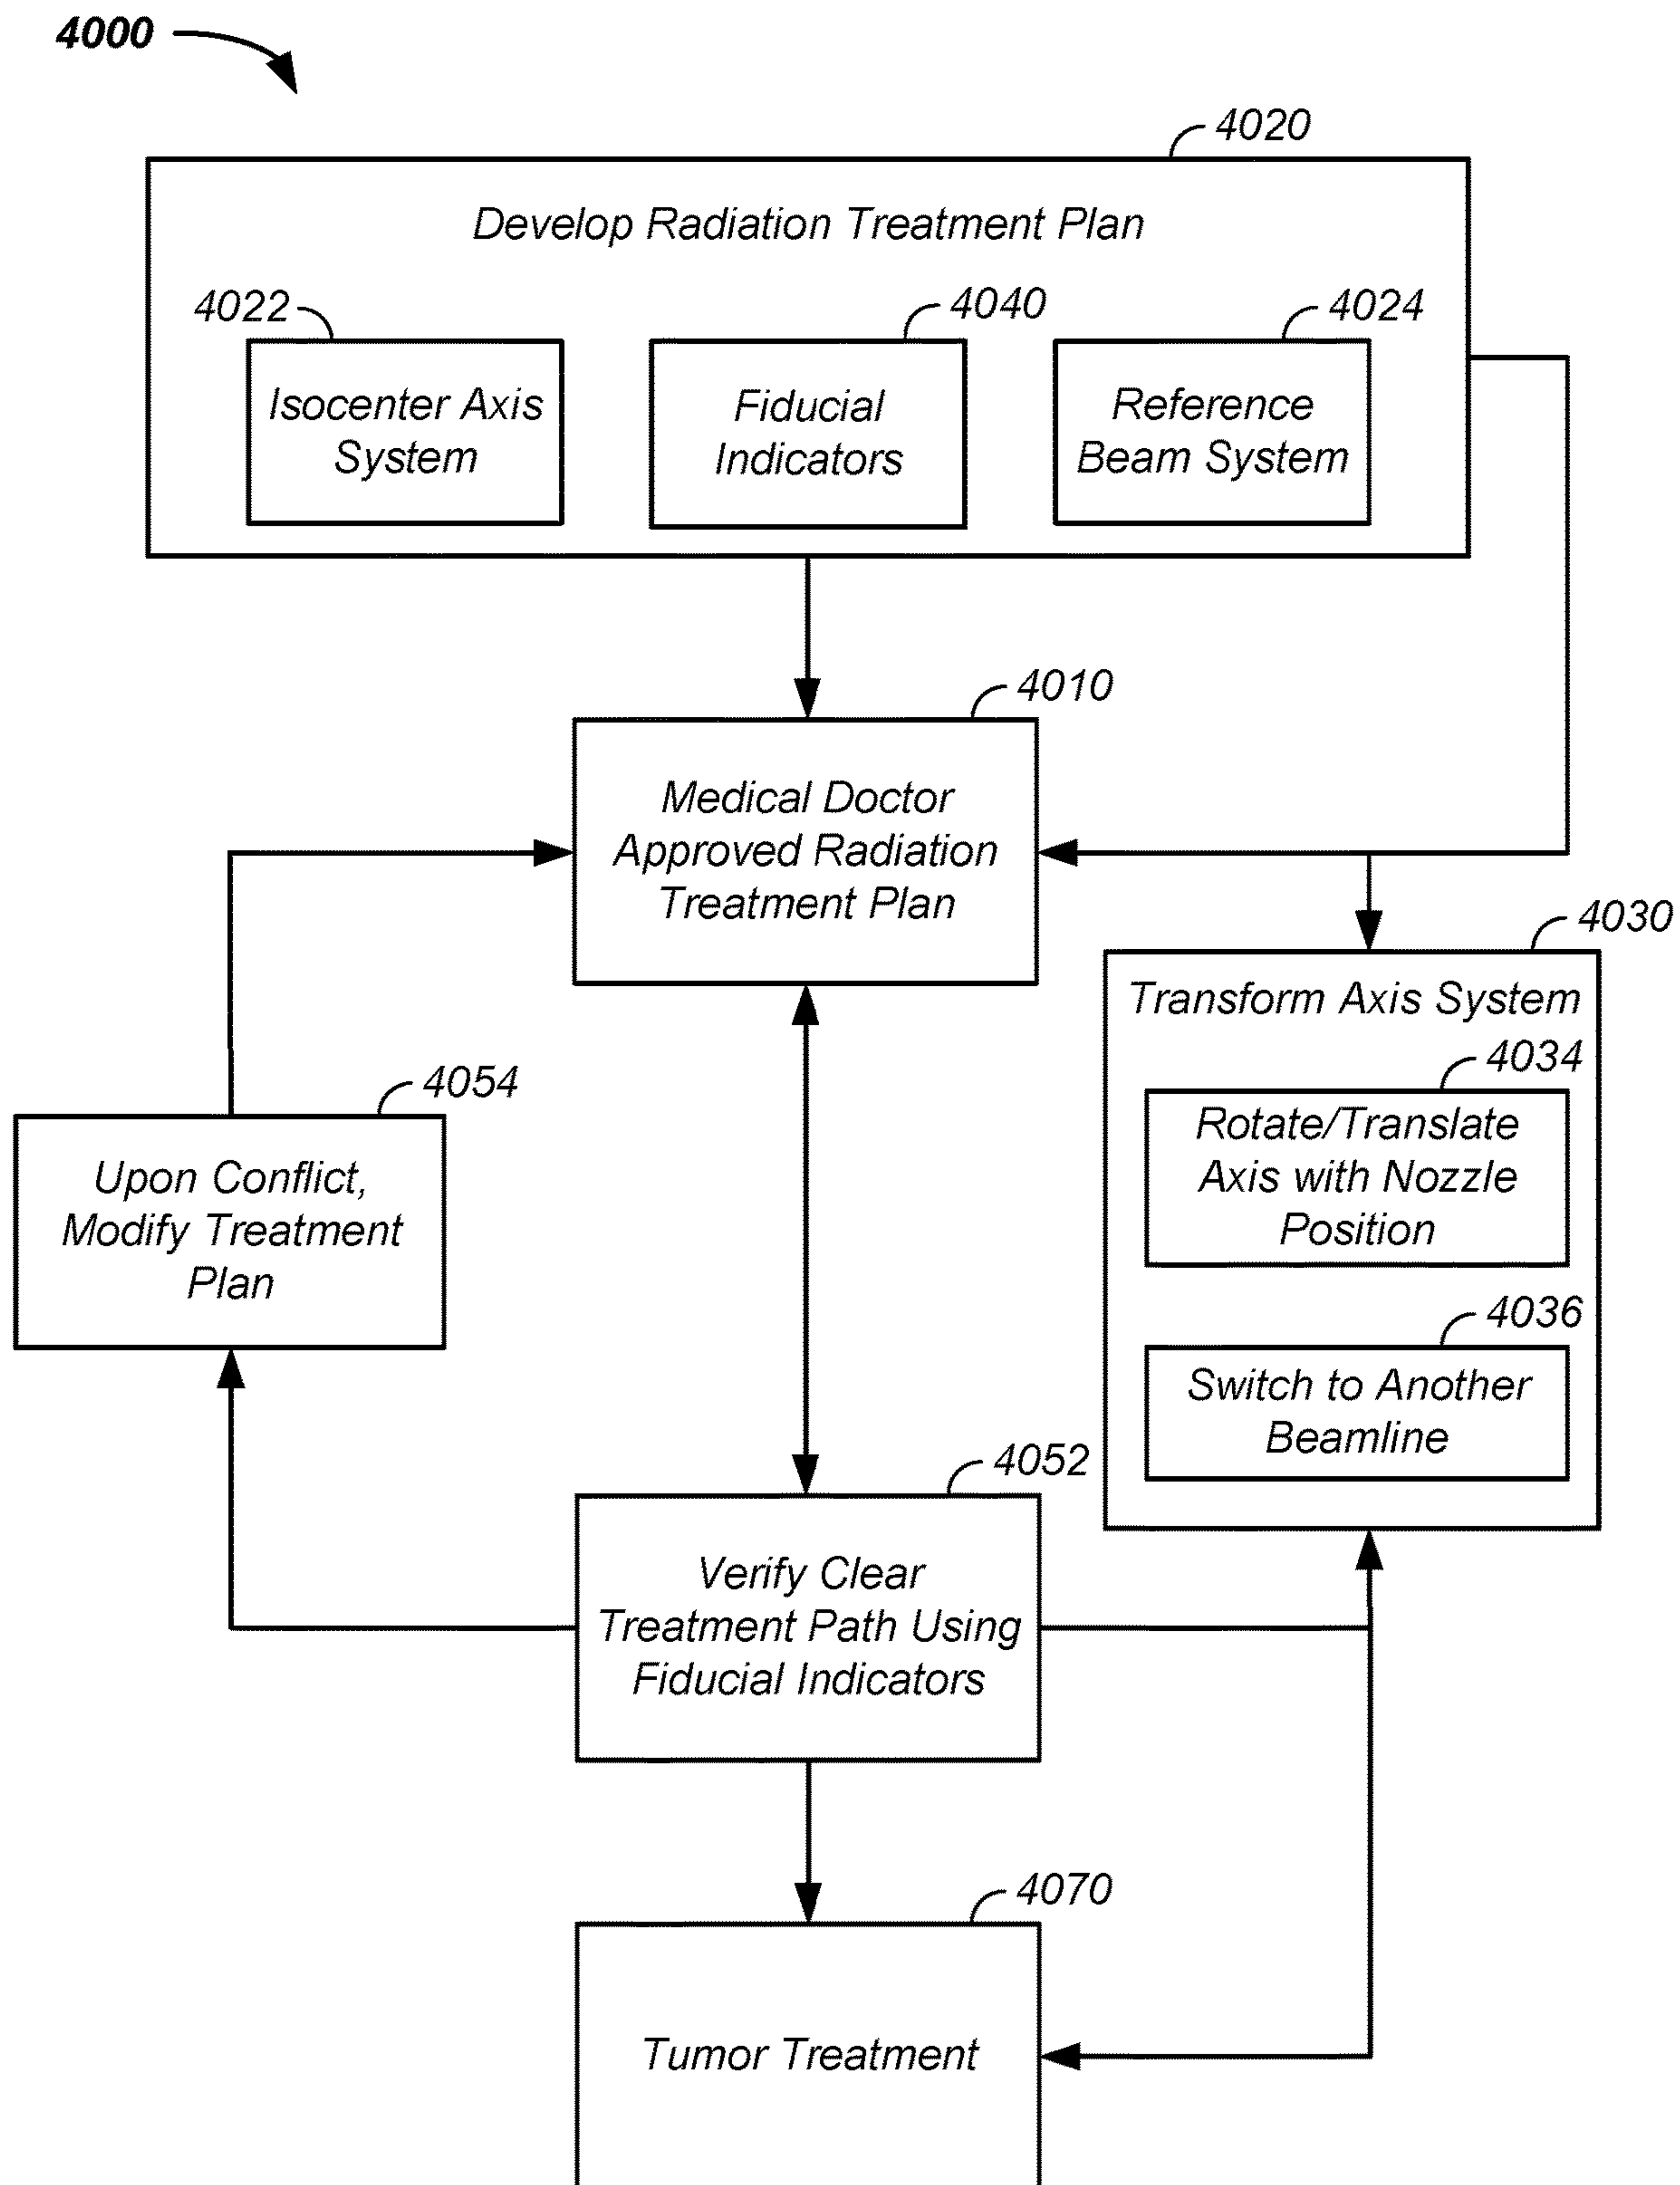 4000
4020
Develop Radiation Treatment Plan
4022
4040
4024
Isocenter Axis
System
Fiducial
Indicators
Reference
Beam System
4010
Medical Doctor
Approved Radiation
Treatment Plan
4030
Transform Axis System
4034
Rotate/Translate
Axis with Nozzle
Position
4054
Upon Conflict,
Modify Treatment
Plan
4036
Switch to Another
Beamline
4052
Verify Clear
Treatment Path Using
Fiducial Indicators
4070
Tumor Treatment